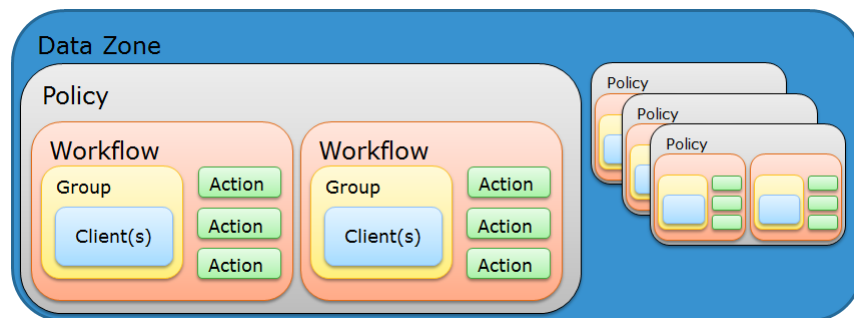 Data Zone
Policy
Workflow
Group
Client(s)
Action
Action
Action
Workflow
Group
Client(s)
Action
Action
Action
Policy
Policy
Policy